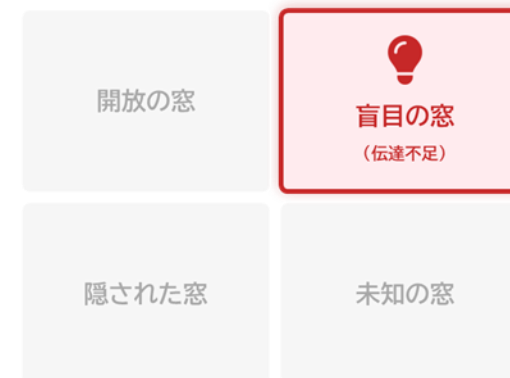 開放の窓
盲目の窓
（伝達不足）
隠された窓
未知の窓